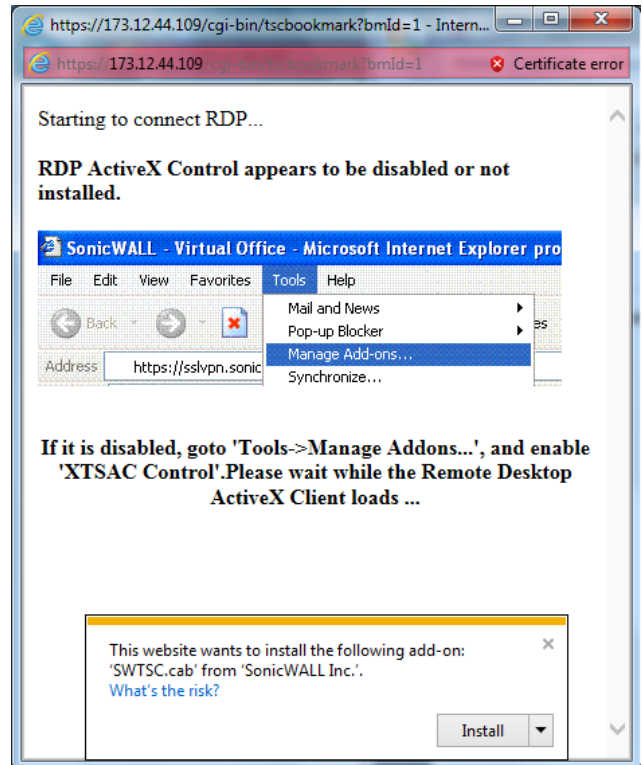 https://173.12.44.109/cgi-bin/tscbookmark?bmId=1 - Intern...
https://173.12.44.109/cgi-bin/tscbookmark?bmId=1 Certificate error
Starting to connect RDP...
RDP ActiveX Control appears to be disabled or not
installed.
SonicWALL - Virtual Office - Microsoft Internet Explorer pro
File Edit View Favorites Tools Help
Mail and News
Back
Pop-up Blocker
es
Manage Add-ons...
Address https://sslvpn.sonic
Synchronize...
If it is disabled, goto 'Tools->Manage Addons...', and enable
'XTSAC Control'.Please wait while the Remote Desktop
ActiveX Client loads ...
This website wants to install the following add-on:
'SWTSC.cab' from 'SonicWALL Inc.'.
What's the risk?
Install